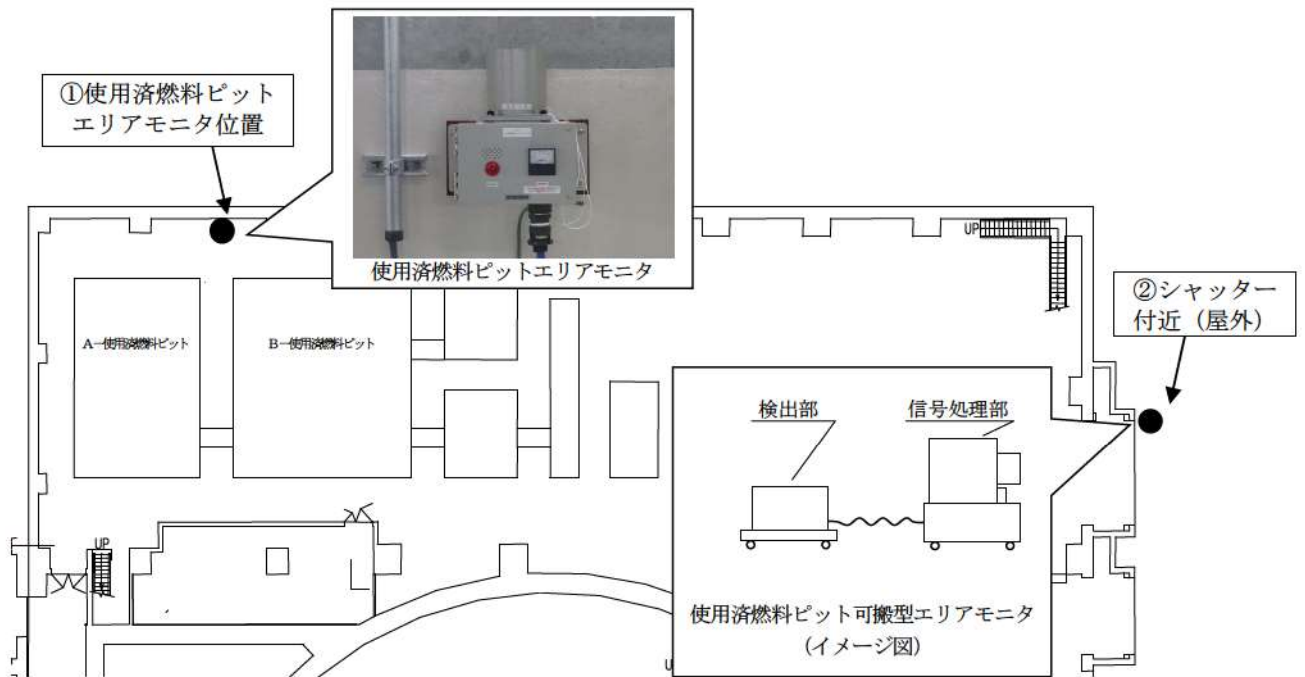 ①使用済燃料ピット
エリアモニタ位置
使用済燃料ピットエリアモニタ
UP
②シャッター
付近（屋外）
A－使用済燃料ピット
B－使用済燃料ピット
検出部
信号処理部
UP
使用済燃料ピット可搬型エリアモニタ
（イメージ図）
U